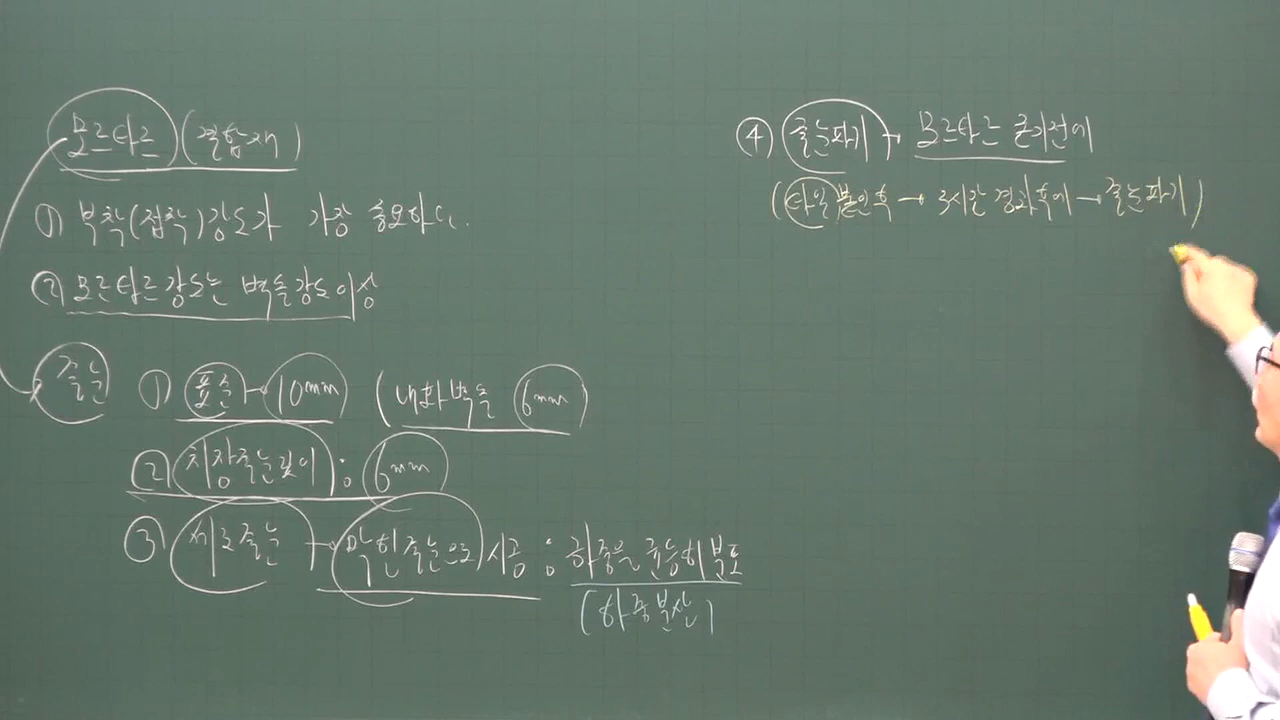 모르타르 (결합재)
① 부착(접착)강도가 가장 중요하다.
② 모르타르강도는 벽돌강도이상
줄눈 ① 표준→10mm (내화벽돌 6mm)
② 치장줄눈깊이 : 6mm
③ 세로줄눈→막힌줄눈으로 시공 : 하중을 균등히 분포
(하중분산)
④ 줄눈파기→모르타르 굳기전에
(타일 붙인후→3시간 경과후에→줄눈파기)